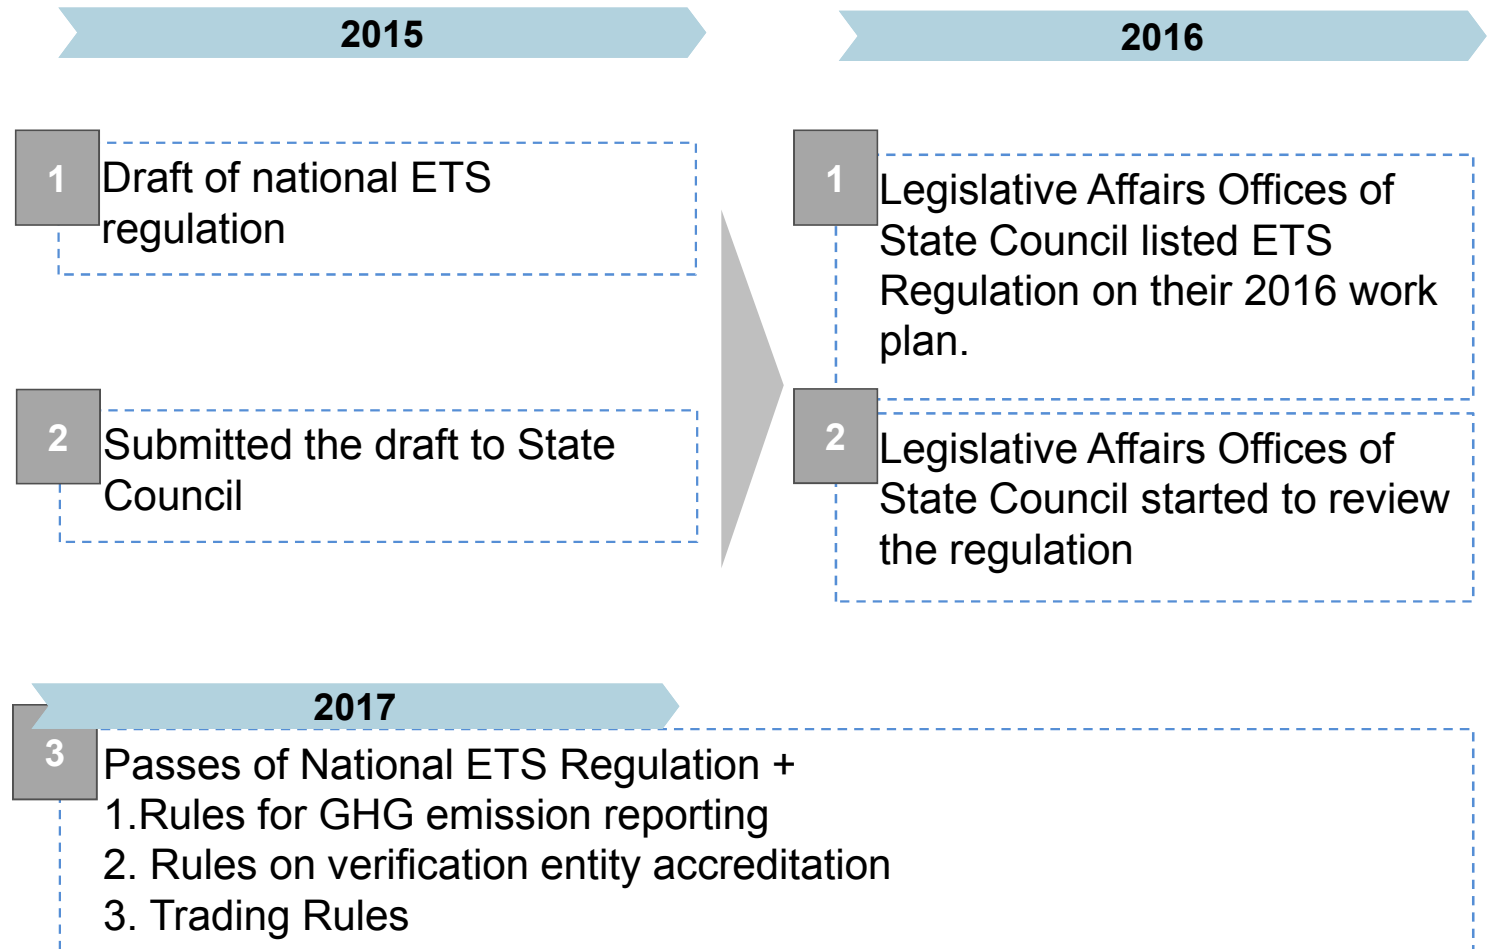 2015
1
Draft of national ETS
regulation
2
Submitted the draft to State
Council
2016
1
Legislative Affairs Offices of
State Council listed ETS
Regulation on their 2016 work
plan.
2
Legislative Affairs Offices of
State Council started to review
the regulation
2017
3
Passes of National ETS Regulation +
1.Rules for GHG emission reporting
2. Rules on verification entity accreditation
3. Trading Rules